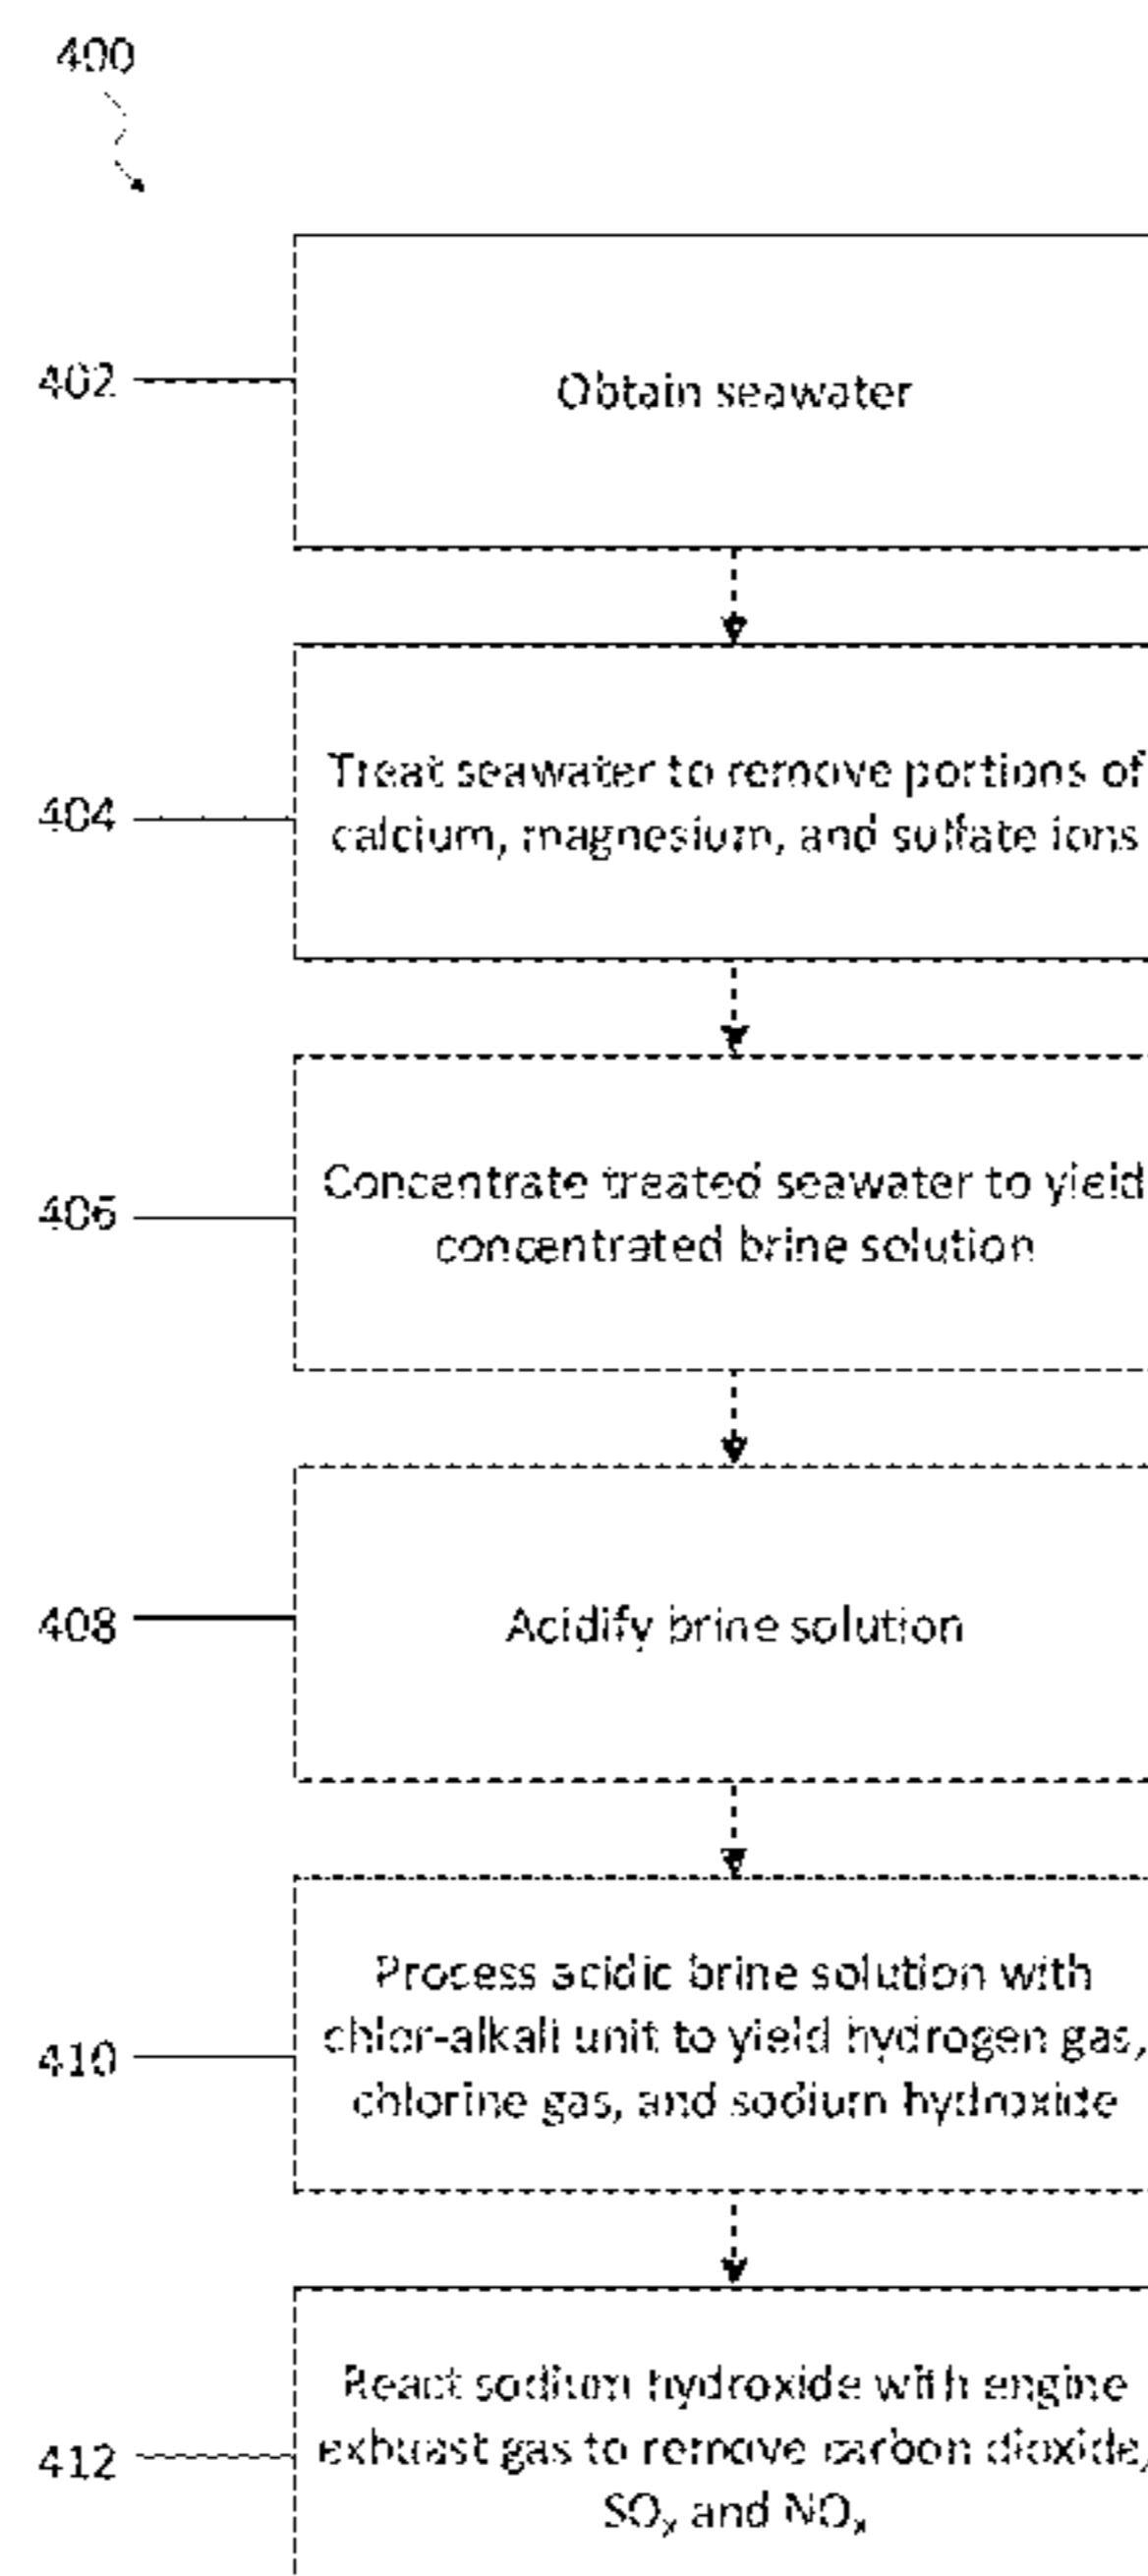 400
402
Obtain seawater
404
Treat seawater to remove portions of
calcium, magnesium, and sulfate ions
406
Concentrate treated seawater to yield
concentrated brine solution
408
Acidify brine solution
410
Process acidic brine solution with
chlor-alkali unit to yield hydrogen gas,
chlorine gas, and sodium hydroxide
412
React sodium hydroxide with engine
exhuast gas to remove carbon dioxide,
SOₓ and NOₓ